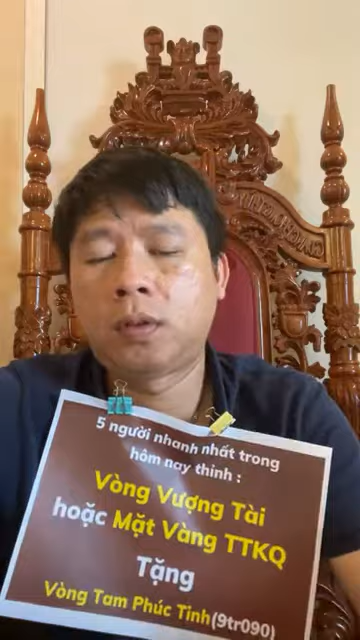 5 người nhanh nhất trong
hôm nay thỉnh :
Vòng Vượng Tài
hoặc Mặt Vàng TTKQ
Tặng
Vòng Tam Phúc Tinh(9tr090)